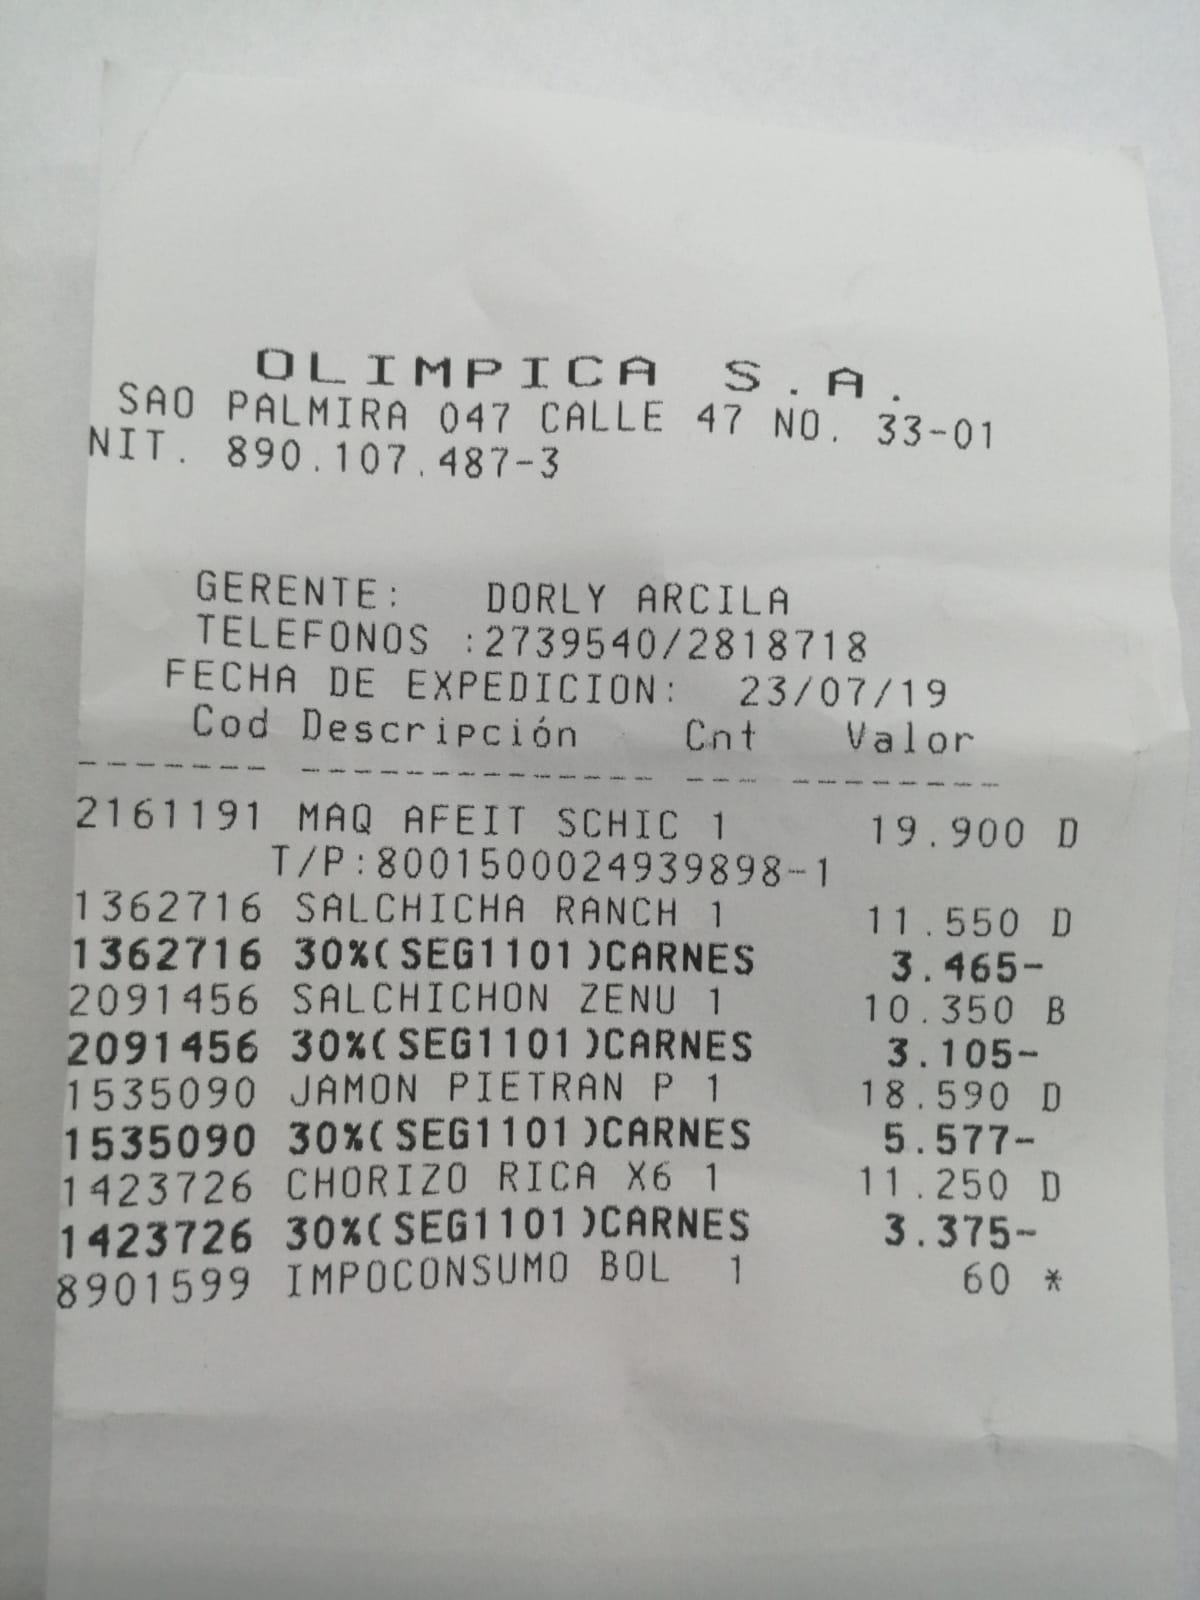 OLIMPICA S.A.
SAO PALMIRA 047 CALLE 47 NO. 33-01
NIT. 890.107.487-3
GERENTE: DORLY ARCILA
TELEFONOS :2739540/2818718
FECHA DE EXPEDICION: 23/07/19
Cod Descripción Cnt Valor
------- ------------- --- --------
2161191 MAQ AFEIT SCHIC 1 19.900 D
T/P:8001500024939898-1
1362716 SALCHICHA RANCH 1 11.550 D
1362716 30%(SEG1101)CARNES 3.465-
2091456 SALCHICHON ZENU 1 10.350 B
2091456 30%(SEG1101)CARNES 3.105-
1535090 JAMON PIETRAN P 1 18.590 D
1535090 30%(SEG1101)CARNES 5.577-
1423726 CHORIZO RICA X6 1 11.250 D
1423726 30%(SEG1101)CARNES 3.375-
8901599 IMPOCONSUMO BOL 1 60 *